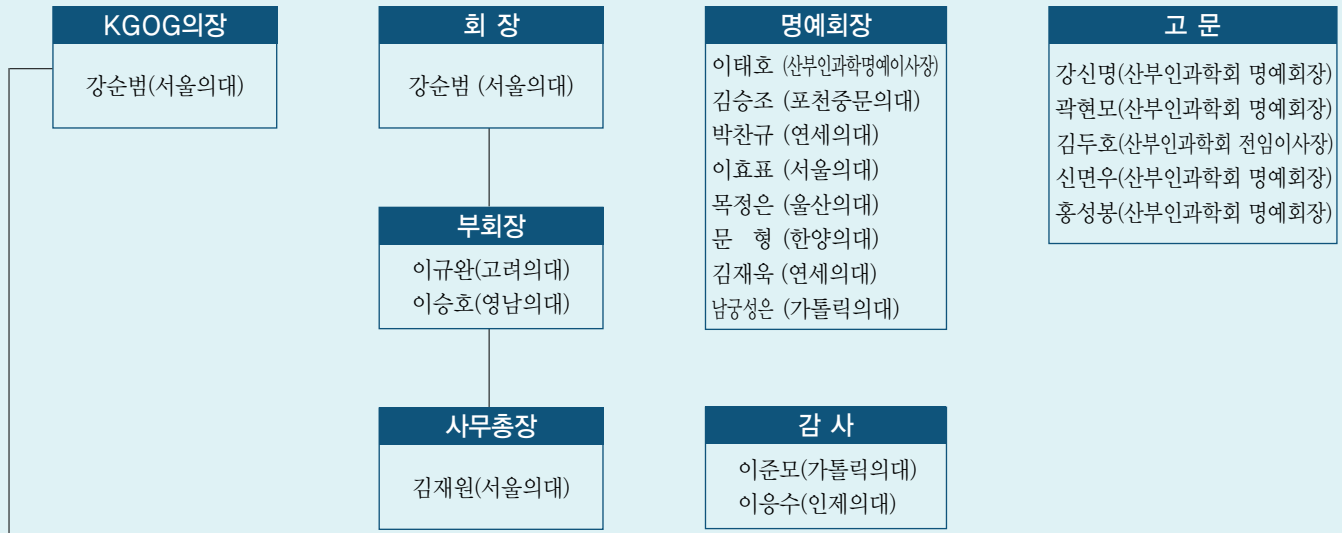 KGOG의장
강순범(서울의대)
회 장
강순범 (서울의대)
부회장
이규완(고려의대)
이승호(영남의대)
사무총장
김재원(서울의대)
명예회장
이태호 (산부인과학명예이사장)
김승조 (포천중문의대)
박찬규 (연세의대)
이효표 (서울의대)
목정은 (울산의대)
문 형 (한양의대)
김재욱 (연세의대)
남궁성은 (가톨릭의대)
감 사
이준모(가톨릭의대)
이응수(인제의대)
고 문
강신명(산부인과학회 명예회장)
곽현모(산부인과학회 명예회장)
김두호(산부인과학회 전임이사장)
신면우(산부인과학회 명예회장)
홍성봉(산부인과학회 명예회장)